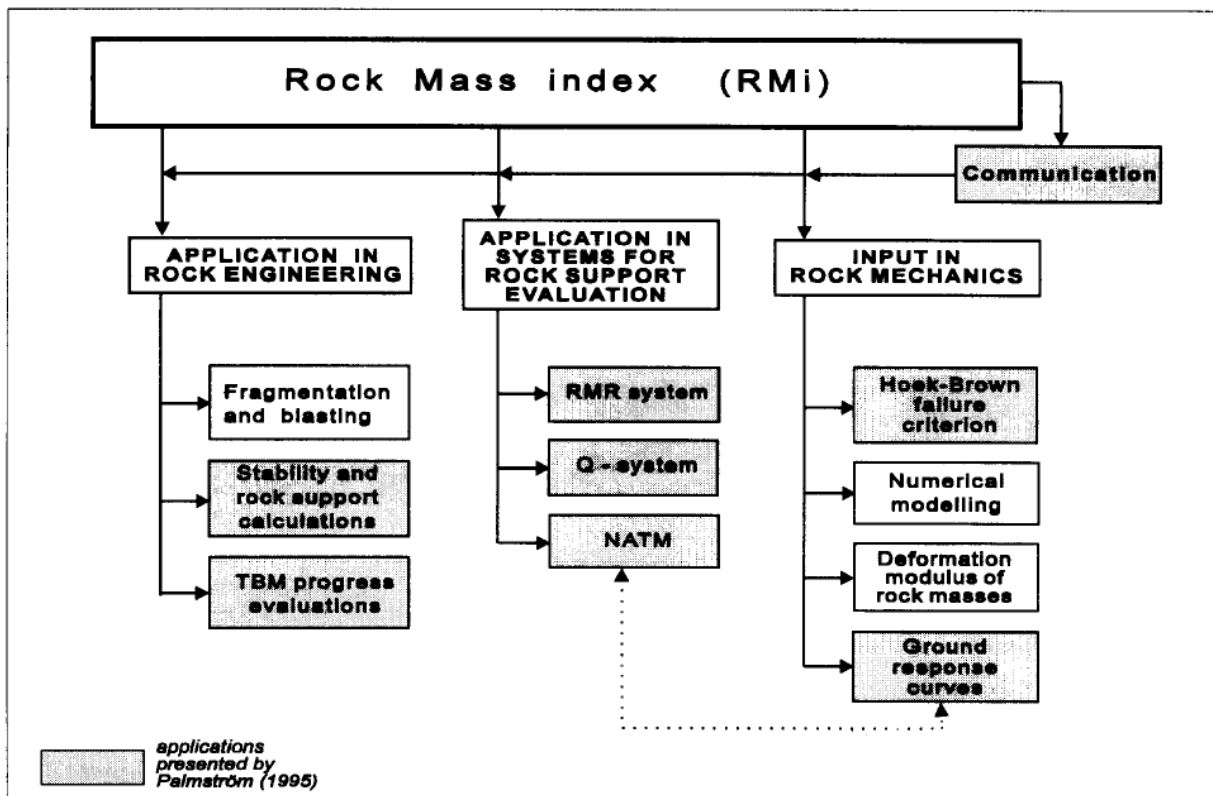 Rock Mass index (RMi)
Communication
APPLICATION IN
ROCK ENGINEERING
APPLICATION IN
SYSTEMS FOR
ROCK SUPPORT
EVALUATION
INPUT IN
ROCK MECHANICS
Fragmentation
and blasting
Stability and
rock support
calculations
TBM progress
evaluations
RMR system
Q - system
NATM
Hoek-Brown
failure
criterion
Numerical
modelling
Deformation
modulus of
rock masses
Ground
response
curves
applications
presented by
Palmström (1995)